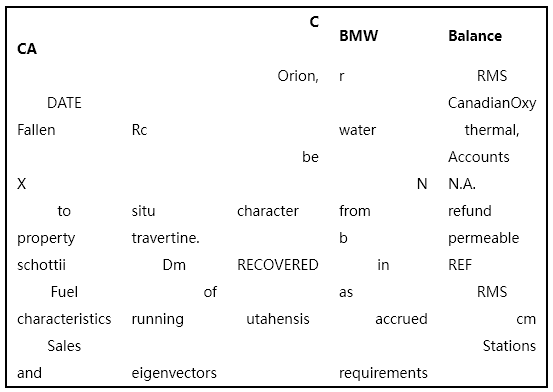 CA C BMW Balance
Orion, r RMS
DATE CanadianOxy
Fallen Rc water thermal,
be Accounts
X N N.A.
to situ character from refund
property travertine. b permeable
schottii Dm RECOVERED in REF
Fuel of as RMS
characteristics running utahensis accrued cm
Sales Stations
and eigenvectors requirements